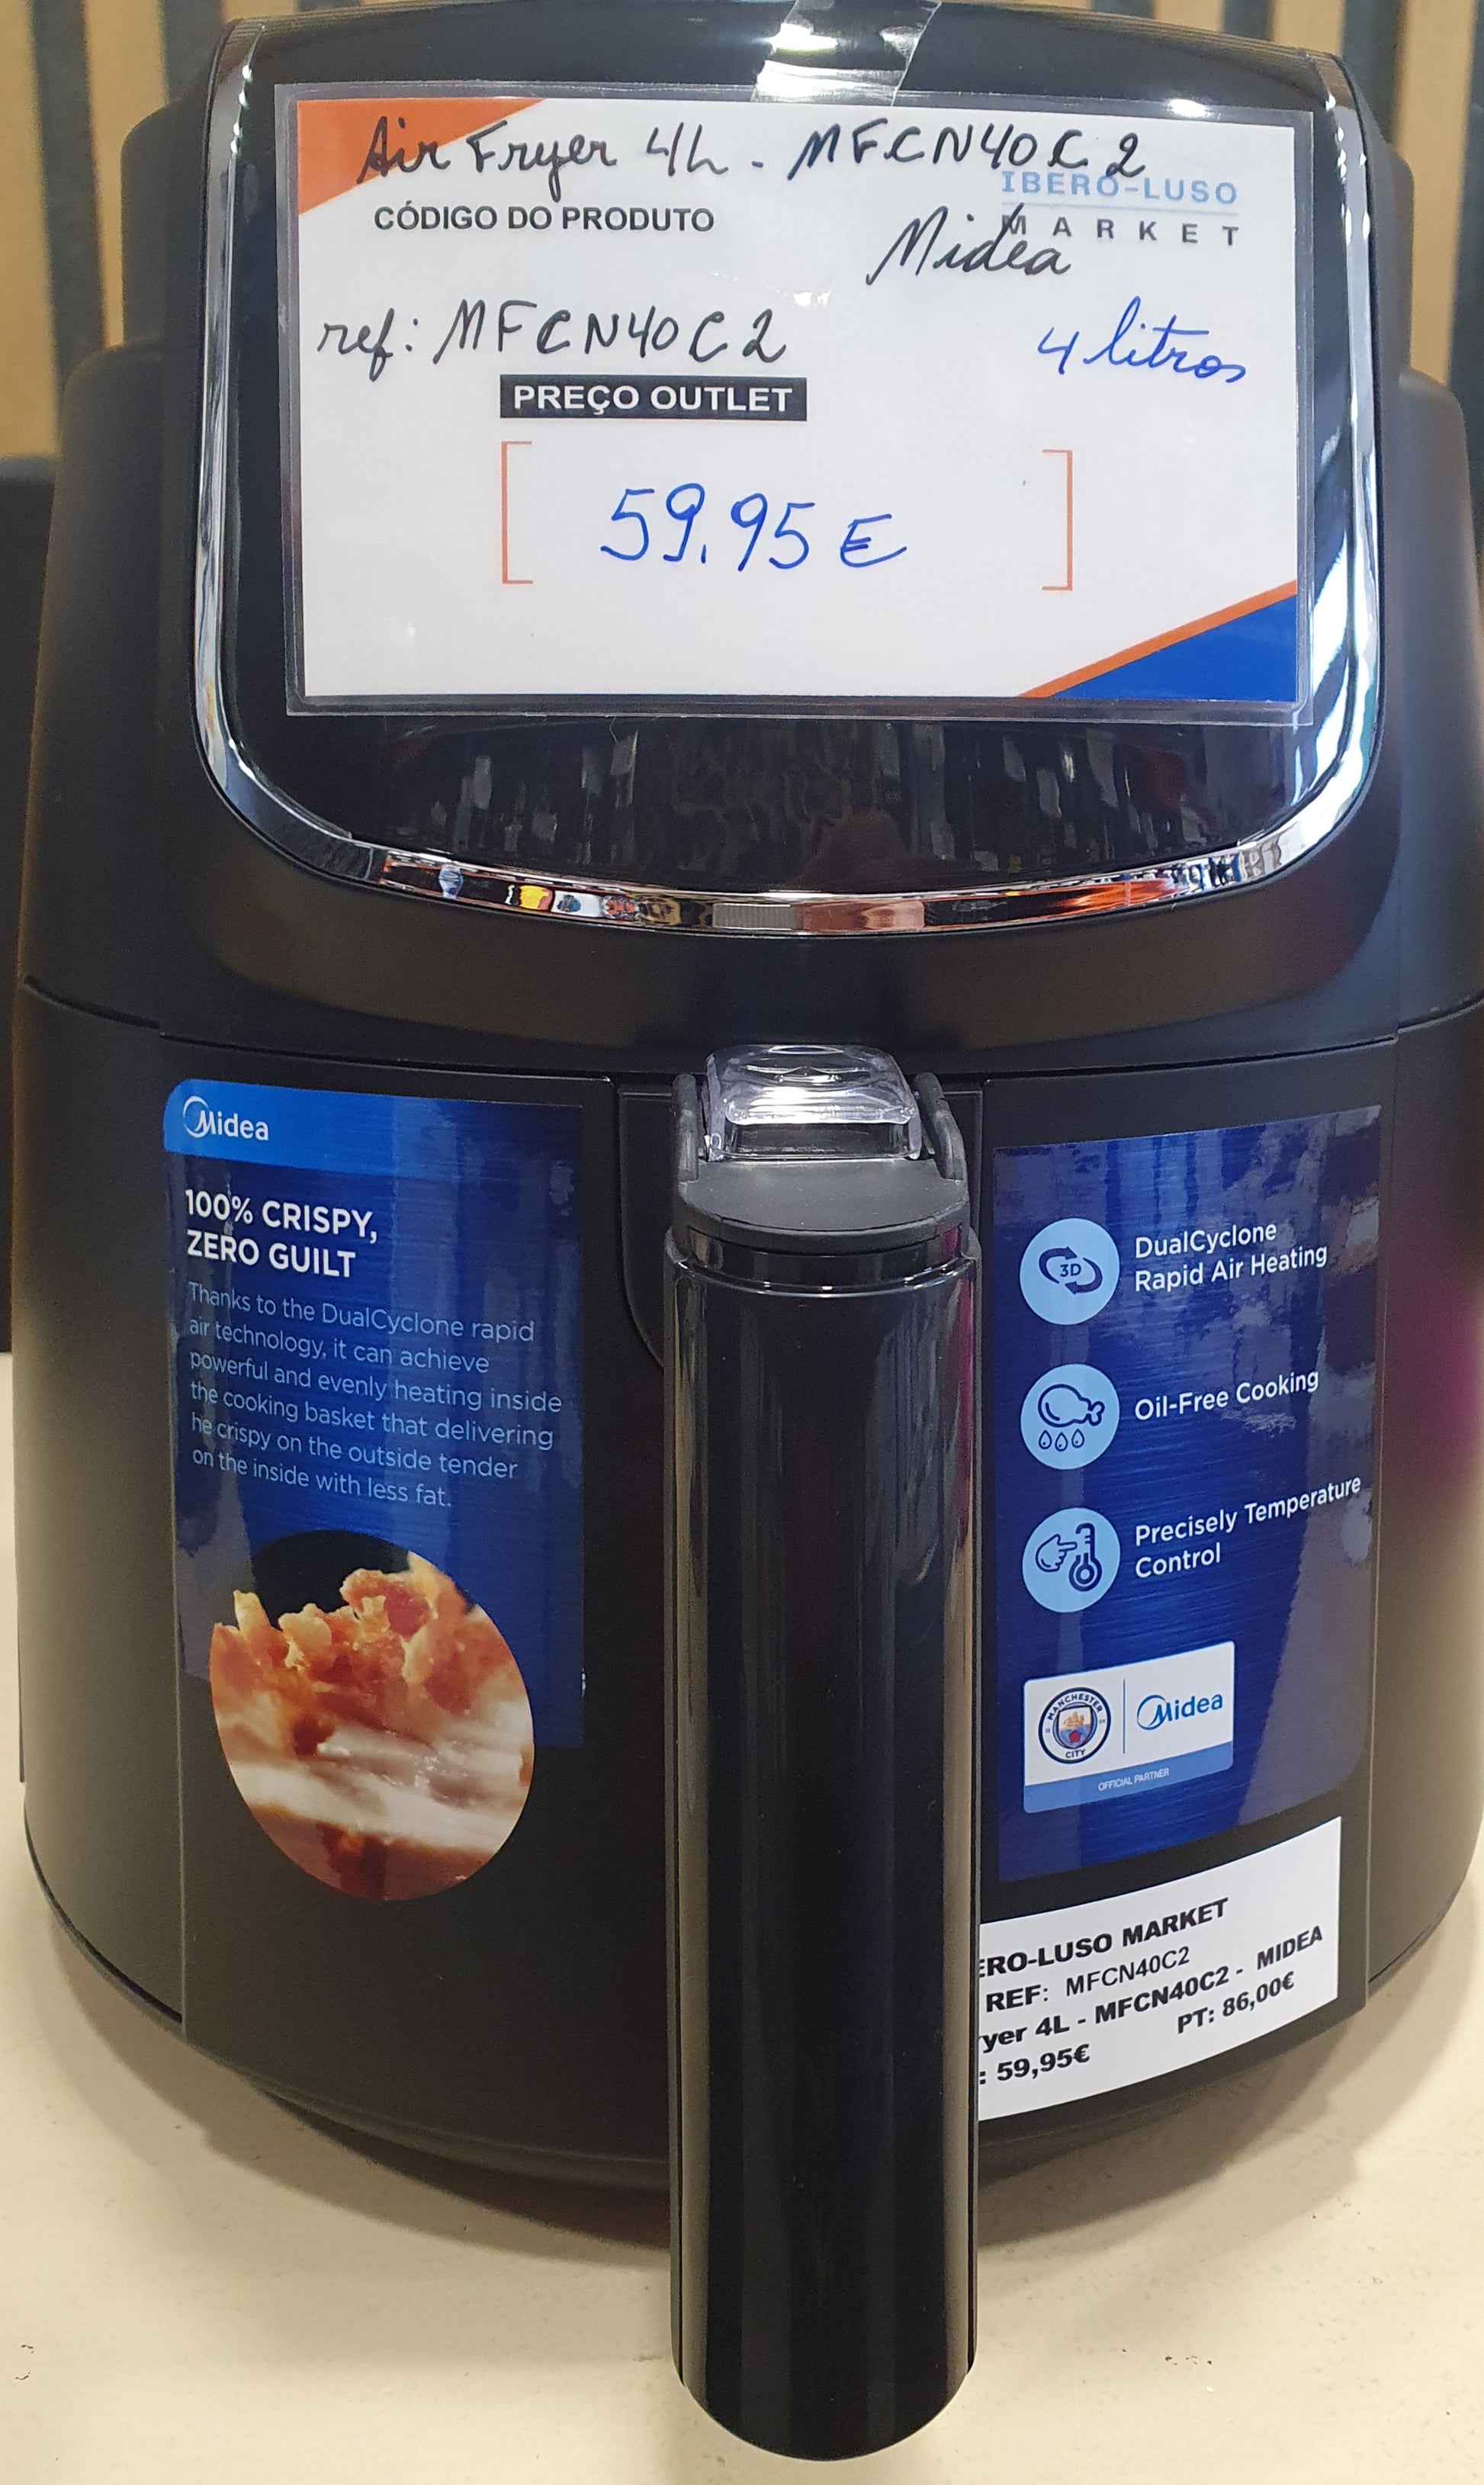 Air Fryer 4L - MFCN40C2
IBERO-LUSO
MARKET
CÓDIGO DO PRODUTO
Midea
ref: MFCN40C2
4 litros
PREÇO OUTLET
59.95 €
Midea
100% CRISPY,
ZERO GUILT
Thanks to the DualCyclone rapid
air technology, it can achieve
powerful and evenly heating inside
the cooking basket that delivering
he crispy on the outside tender
on the inside with less fat.
3D
DualCyclone
Rapid Air Heating
Oil-Free Cooking
Precisely Temperature
Control
MANCHESTER
CITY
Midea
OFFICIAL PARTNER
ERO-LUSO MARKET
REF: MFCN40C2
yer 4L - MFCN40C2 - MIDEA
: 59,95€ PT: 86,00€